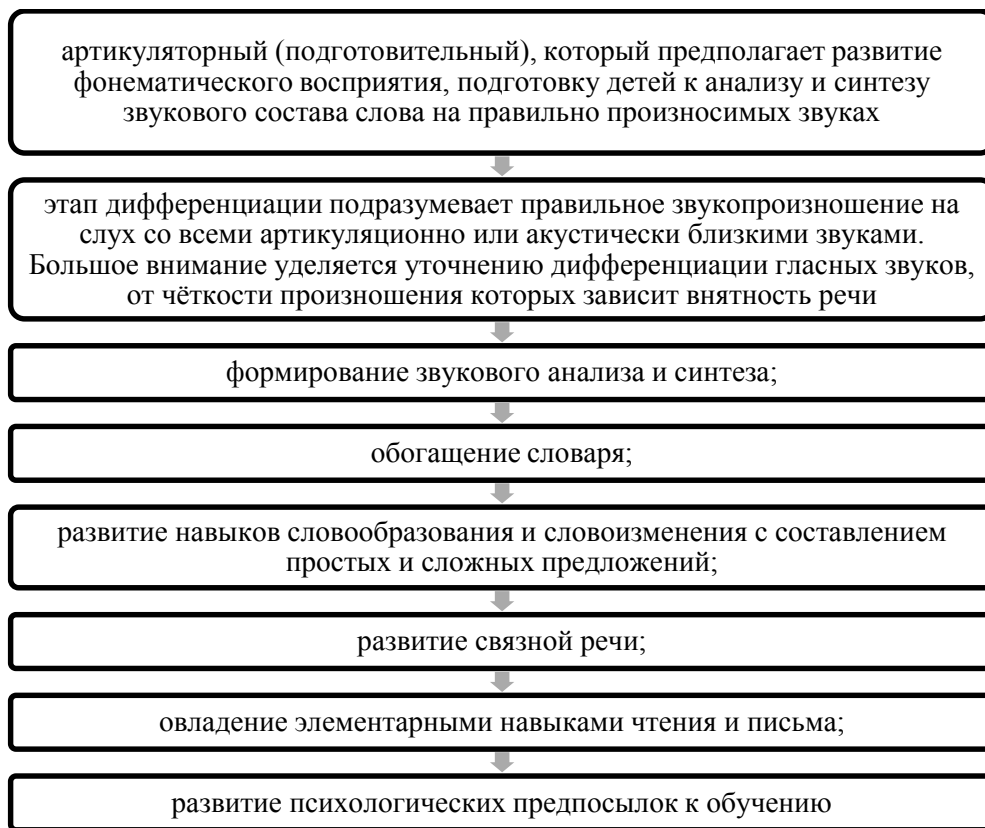 артикуляторный (подготовительный), который предполагает развитие
фонематического восприятия, подготовку детей к анализу и синтезу
звукового состава слова на правильно произносимых звуках
этап дифференциации подразумевает правильное звукопроизношение на
слух со всеми артикуляционно или акустически близкими звуками.
Большое внимание уделяется уточнению дифференциации гласных звуков,
от чёткости произношения которых зависит внятность речи
формирование звукового анализа и синтеза;
обогащение словаря;
развитие навыков словообразования и словоизменения с составлением
простых и сложных предложений;
развитие связной речи;
овладение элементарными навыками чтения и письма;
развитие психологических предпосылок к обучению